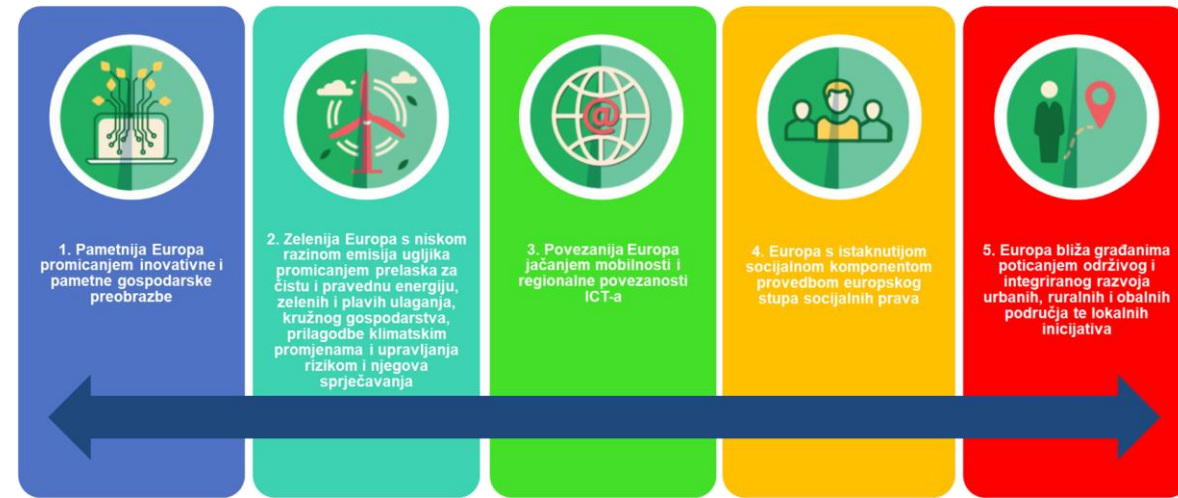 @
1. Pametnija Europa
promicanjem inovativne i
pametne gospodarske
preobrazbe
2. Zelenija Europa s niskom
razinom emisija ugljika
promicanjem prelaska za
čistu i pravednu energiju,
zelenih i plavih ulaganja,
kružnog gospodarstva,
prilagodbe klimatskim
promjenama i upravljanja
rizikom i njegova
sprječavanja
3. Povezanija Europa
jačanjem mobilnosti i
regionalne povezanosti
ICT-a
4. Europa s istaknutijom
socijalnom komponentom
provedbom europskog
stupa socijalnih prava
5. Europa bliža građanima
poticanjem održivog i
integriranog razvoja
urbanih, ruralnih i obalnih
područja te lokalnih
inicijativa